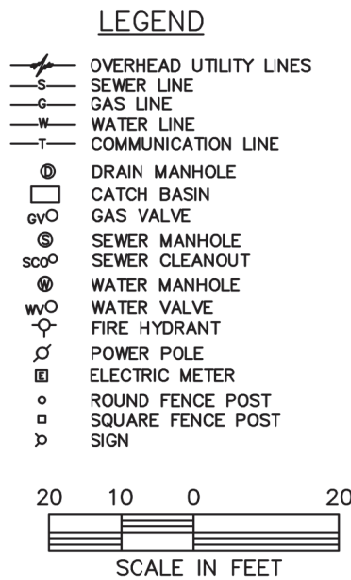 LEGEND
OVERHEAD UTILITY LINES
S SEWER LINE
G GAS LINE
W WATER LINE
T COMMUNICATION LINE
D DRAIN MANHOLE
CATCH BASIN
GV GAS VALVE
S SEWER MANHOLE
SCO SEWER CLEANOUT
W WATER MANHOLE
WV WATER VALVE
FIRE HYDRANT
POWER POLE
E ELECTRIC METER
ROUND FENCE POST
SQUARE FENCE POST
SIGN
20 10 0 20
SCALE IN FEET